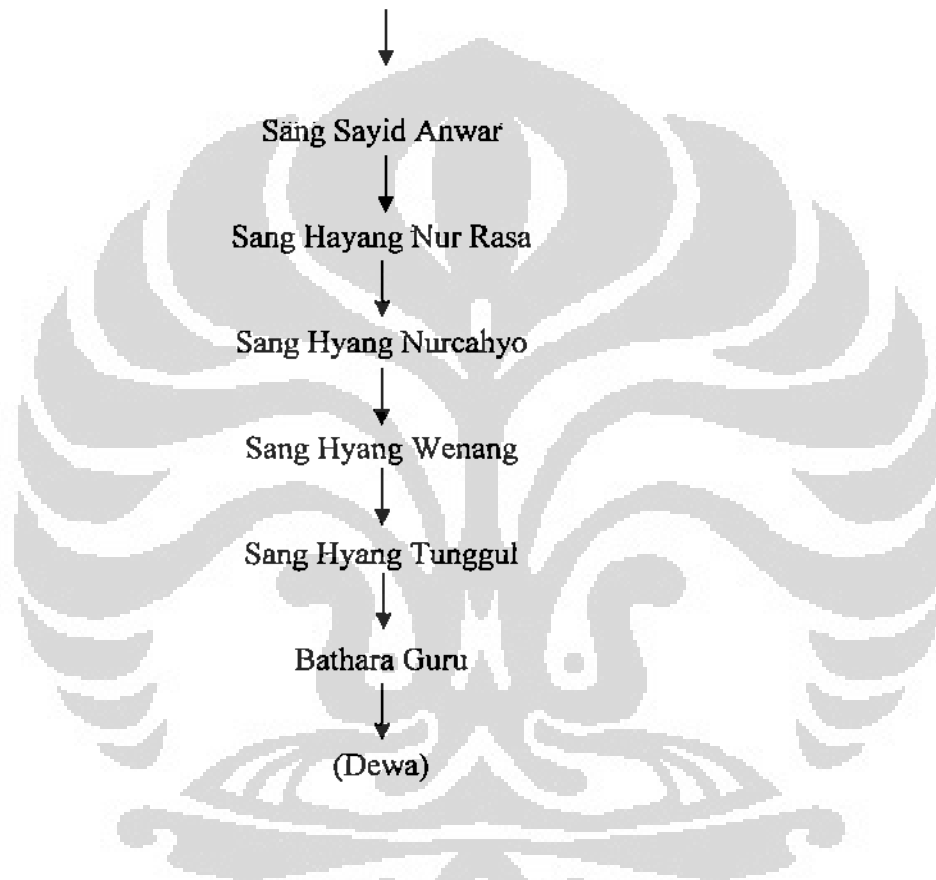 Sang Sayid Anwar
Sang Hayang Nur Rasa
Sang Hyang Nurcahyo
Sang Hyang Wenang
Sang Hyang Tunggul
Bathara Guru
(Dewa)